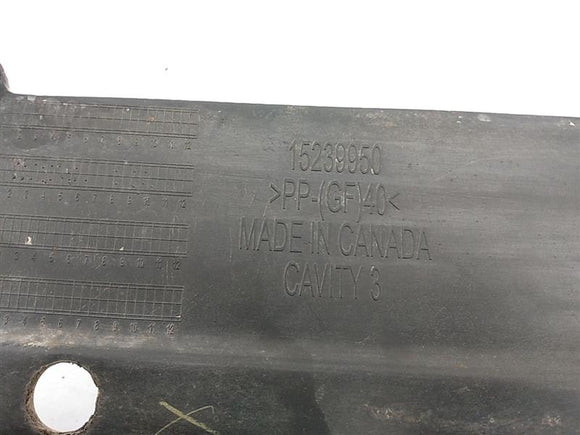 15239950
>PP-(GF)40<
MADE IN CANADA
CAVITY 3